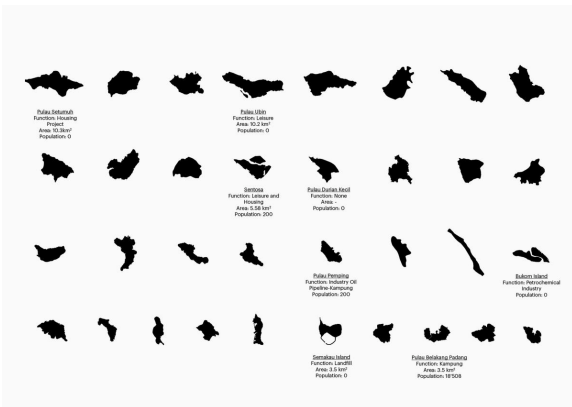 Pulau Setumuh
Function: Housing
Project
Area: 10.3km²
Population: 0
Pulau Ubin
Function: Leisure
Area: 10.2 km²
Population: 0
Sentosa
Function: Leisure and
Housing
Area: 5.58 km²
Population: 200
Pulau Durian Kecil
Function: None
Area: -
Population: 0
Pulau Pemping
Function: Industry Oil
Pipeline-Kampung
Population: 200
Bukom Island
Function: Petrochemical
Industry
Population: 0
Semakau Island
Function: Landfill
Area: 3.5 km²
Population: 0
Pulau Belakang Padang
Function: Kampung
Area: 3.5 km²
Population: 16'508